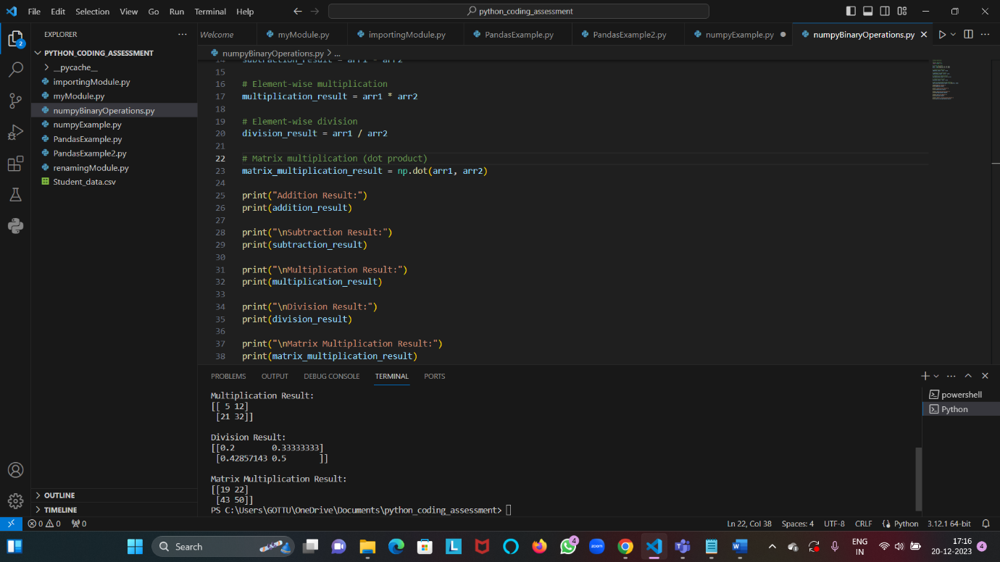 File Edit Selection View Go Run Terminal Help
python_coding_assessment
EXPLORER
PYTHON_CODING_ASSESSMENT
__pycache__
importingModule.py
myModule.py
numpyBinaryOperations.py
numpyExample.py
PandasExample.py
PandasExample2.py
renamingModule.py
Student_data.csv
OUTLINE
TIMELINE
2
Welcome myModule.py importingModule.py PandasExample.py PandasExample2.py numpyExample.py numpyBinaryOperations.py
numpyBinaryOperations.py > ...
14 subtraction_result = arr1 - arr2
15
16 # Element-wise multiplication
17 multiplication_result = arr1 * arr2
18
19 # Element-wise division
20 division_result = arr1 / arr2
21
22 # Matrix multiplication (dot product)
23 matrix_multiplication_result = np.dot(arr1, arr2)
24
25 print("Addition Result:")
26 print(addition_result)
27
28 print("\nSubtraction Result:")
29 print(subtraction_result)
30
31 print("\nMultiplication Result:")
32 print(multiplication_result)
33
34 print("\nDivision Result:")
35 print(division_result)
36
37 print("\nMatrix Multiplication Result:")
38 print(matrix_multiplication_result)
PROBLEMS OUTPUT DEBUG CONSOLE TERMINAL PORTS
Multiplication Result:
[[ 5 12]
 [21 32]]
Division Result:
[[0.2        0.33333333]
 [0.42857143 0.5       ]]
Matrix Multiplication Result:
[[19 22]
 [43 50]]
PS C:\Users\GOTTU\OneDrive\Documents\python_coding_assessment>
powershell
Python
0 0 0 Ln 22, Col 38 Spaces: 4 UTF-8 CRLF Python 3.12.1 64-bit
Search
L
4
zoom
W
ENG
IN
17:16
20-12-2023
4